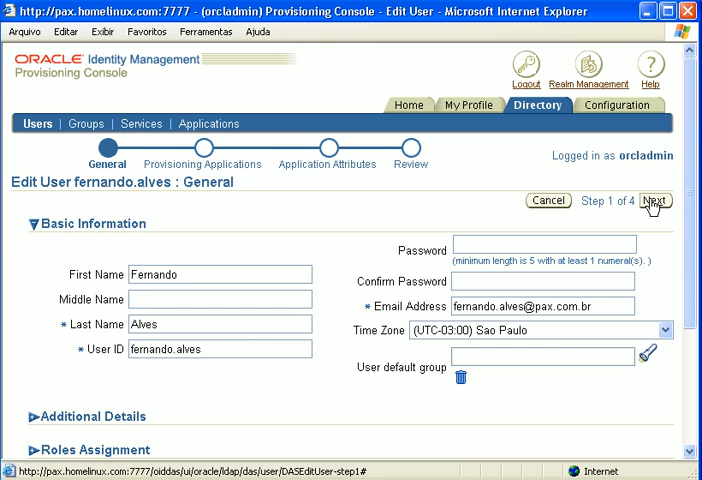 http://pax.homelinux.com:7777 - (orcladmin) Provisioning Console - Edit User - Microsoft Internet Explorer
Arquivo Editar Exibir Favoritos Ferramentas Ajuda
ORACLE Identity Management
Provisioning Console
Logout Realm Management Help
Home My Profile Directory Configuration
Users | Groups | Services | Applications
General Provisioning Applications Application Attributes Review
Logged in as orcladmin
Edit User fernando.alves : General
Cancel Step 1 of 4 Next
Basic Information
Password
(minimum length is 5 with at least 1 numeral(s). )
First Name Fernando
Confirm Password
Middle Name
* Email Address fernando.alves@pax.com.br
* Last Name Alves
Time Zone (UTC-03:00) Sao Paulo
* User ID fernando.alves
User default group
Additional Details
Roles Assignment
http://pax.homelinux.com:7777/oiddas/ui/oracle/ldap/das/user/DASEditUser-step1# Internet